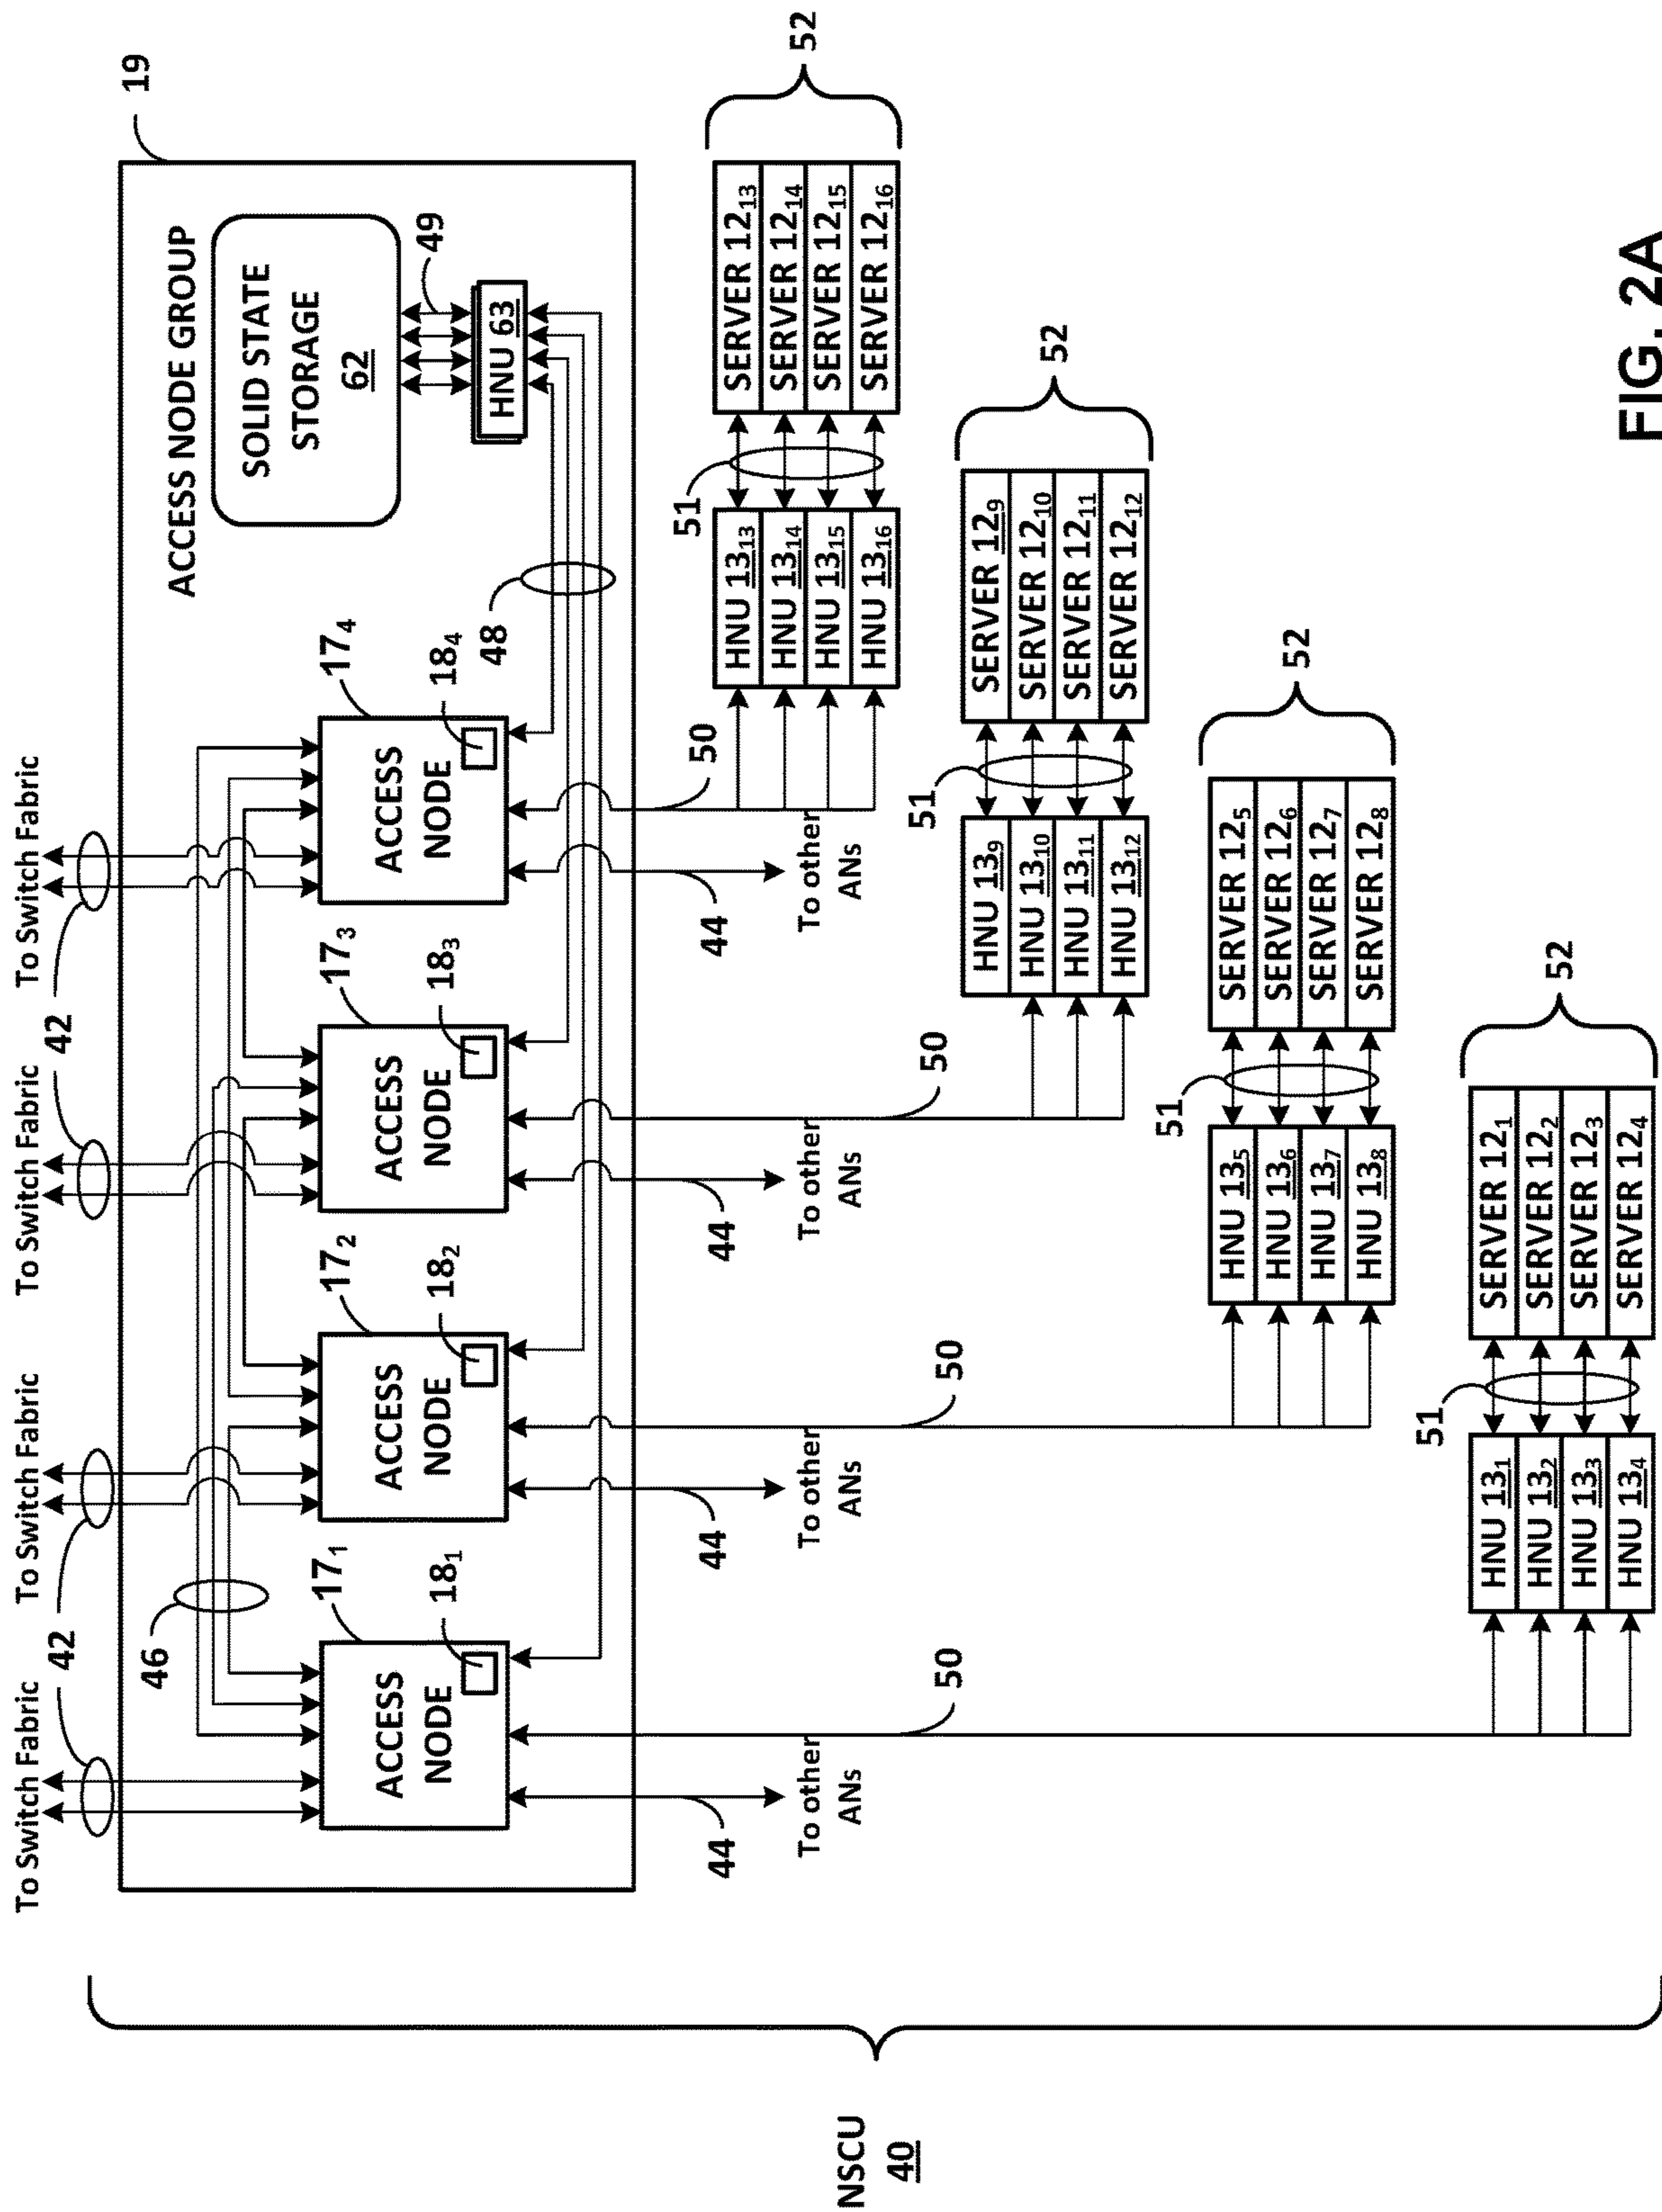 To Switch Fabric
To Switch Fabric
To Switch Fabric
To Switch Fabric
42
42
19
ACCESS NODE GROUP
46
SOLID STATE
STORAGE
62
49
HNU 63
17₁
17₂
17₃
17₄
ACCESS
NODE
18₁
ACCESS
NODE
18₂
ACCESS
NODE
18₃
ACCESS
NODE
18₄
48
44
44
44
44
50
To other
ANs
To other
ANs
To other
ANs
To other
ANs
51
HNU 13₁₃
HNU 13₁₄
HNU 13₁₅
HNU 13₁₆
SERVER 12₁₃
SERVER 12₁₄
SERVER 12₁₅
SERVER 12₁₆
52
50
50
50
51
HNU 13₉
HNU 13₁₀
HNU 13₁₁
HNU 13₁₂
SERVER 12₉
SERVER 12₁₀
SERVER 12₁₁
SERVER 12₁₂
52
51
HNU 13₅
HNU 13₆
HNU 13₇
HNU 13₈
SERVER 12₅
SERVER 12₆
SERVER 12₇
SERVER 12₈
52
51
HNU 13₁
HNU 13₂
HNU 13₃
HNU 13₄
SERVER 12₁
SERVER 12₂
SERVER 12₃
SERVER 12₄
52
NSCU
40
FIG. 2A